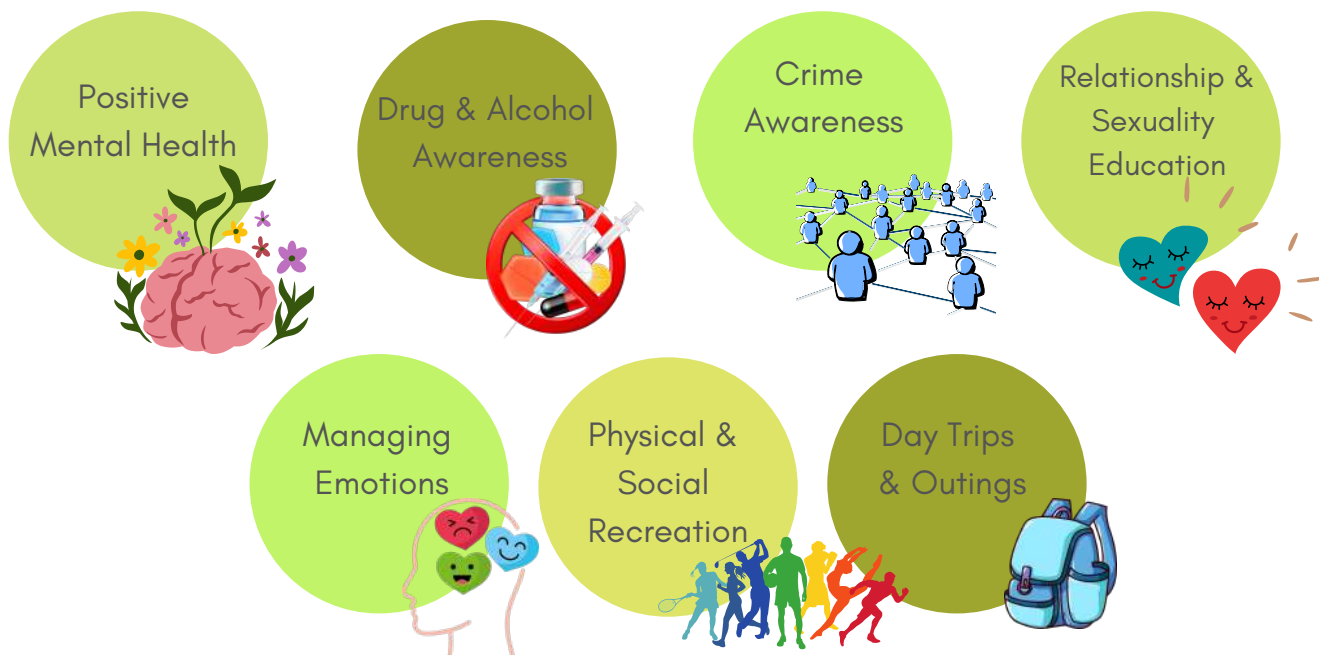 Positive
Mental Health
Drug & Alcohol
Awareness
Crime
Awareness
Relationship &
Sexuality
Education
Managing
Emotions
Physical &
Social
Recreation
Day Trips
& Outings